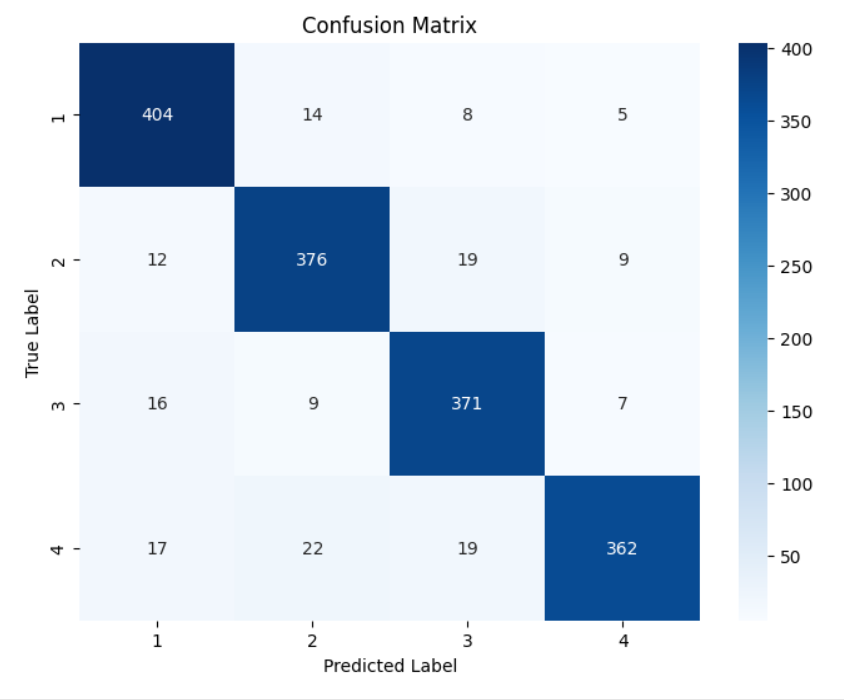 Confusion Matrix
True Label
1 404 14 8 5
2 12 376 19 9
3 16 9 371 7
4 17 22 19 362
1 2 3 4
Predicted Label
400
350
300
250
200
150
100
50